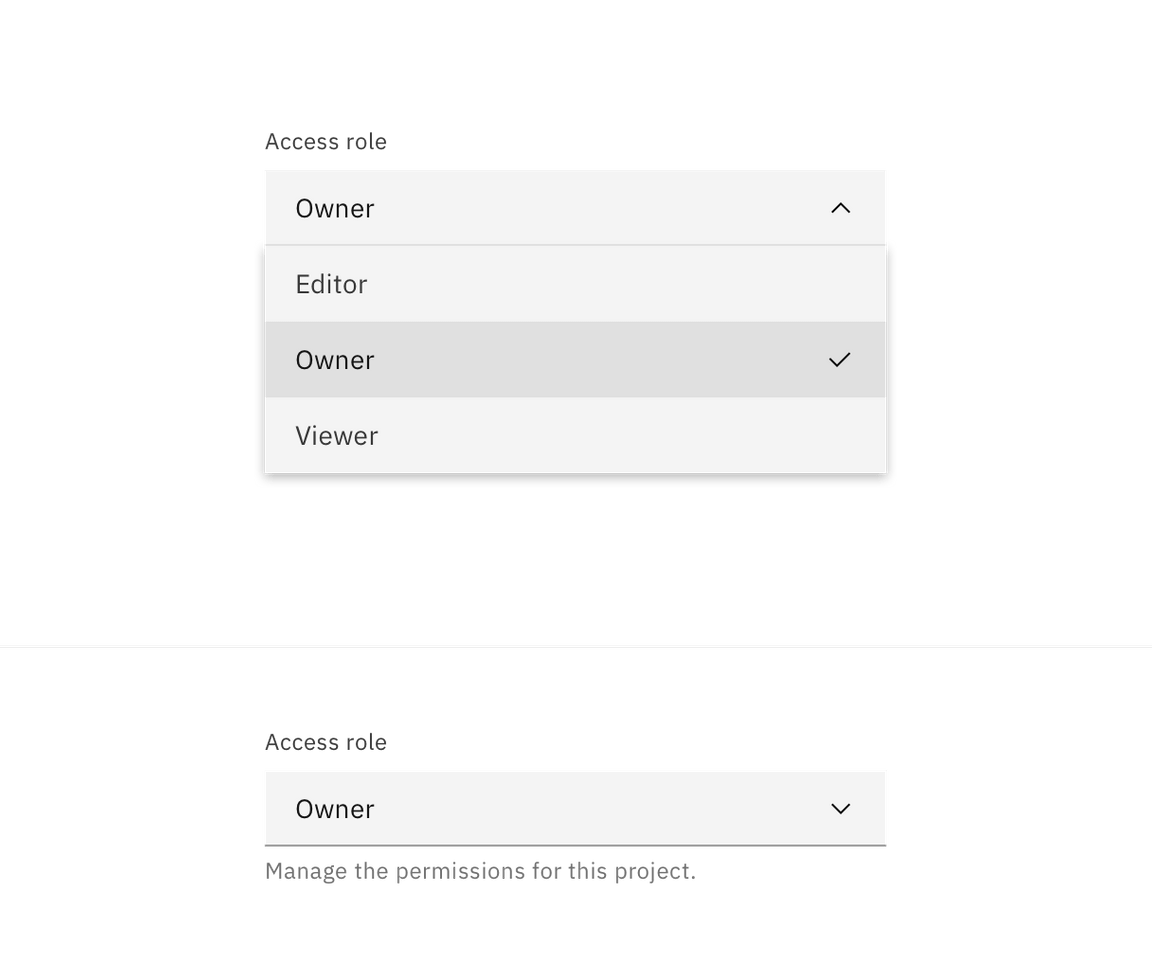 Access role
Owner
Editor
Owner
Viewer
Access role
Owner
Manage the permissions for this project.